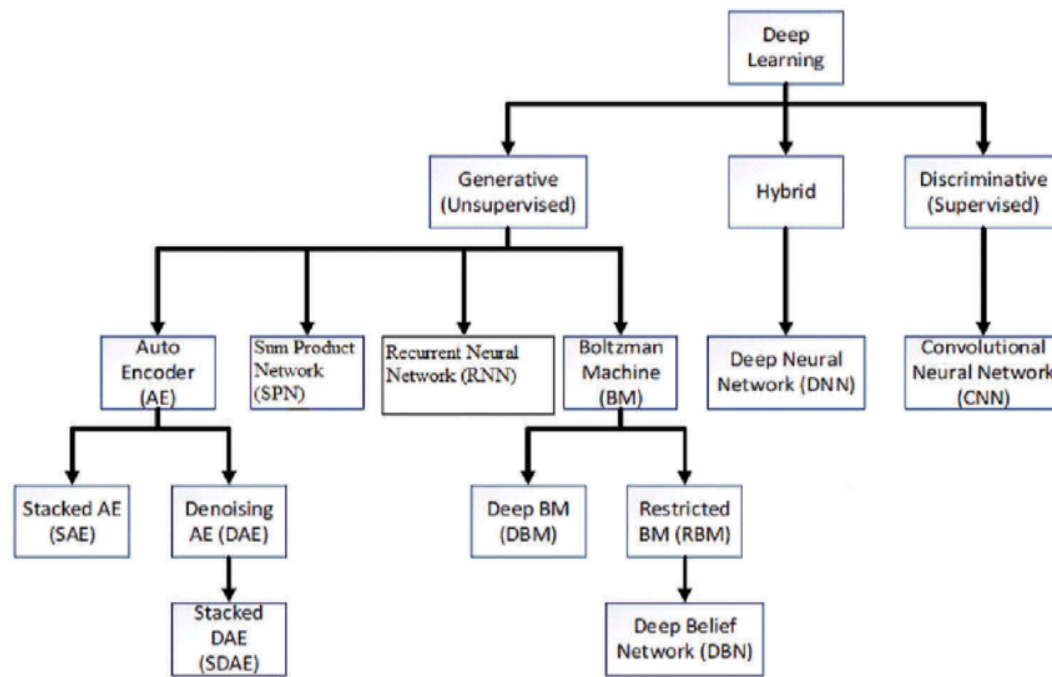 Deep
Learning
Generative
(Unsupervised)
Hybrid
Discriminative
(Supervised)
Auto
Encoder
(AE)
Sum Product
Network
(SPN)
Recurrent Neural
Network (RNN)
Boltzman
Machine
(BM)
Deep Neural
Network (DNN)
Convolutional
Neural Network
(CNN)
Stacked AE
(SAE)
Denoising
AE (DAE)
Deep BM
(DBM)
Restricted
BM (RBM)
Stacked
DAE
(SDAE)
Deep Belief
Network (DBN)